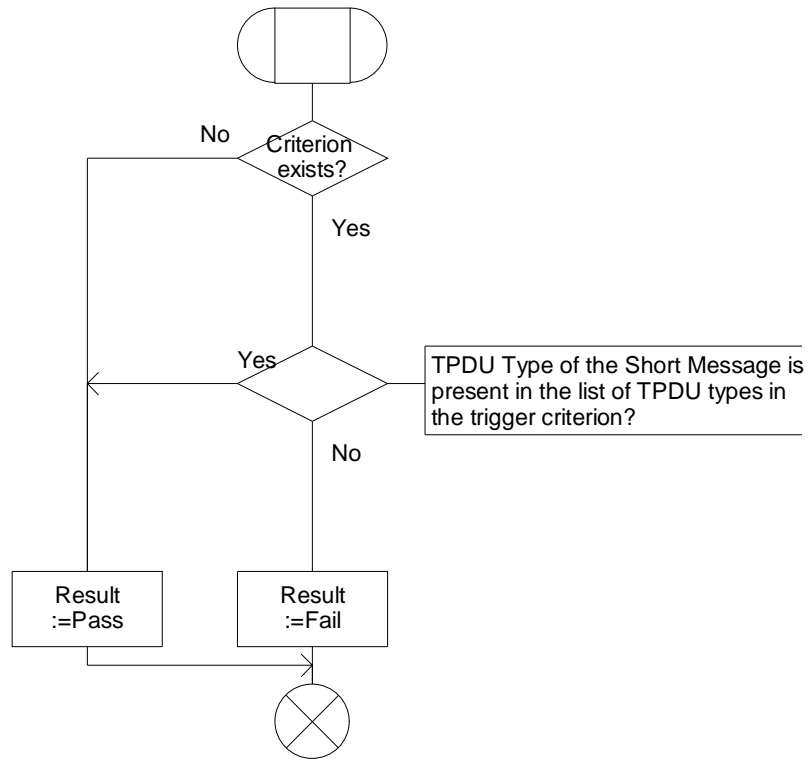 No
Criterion
exists?
Yes
Yes
TPDU Type of the Short Message is
present in the list of TPDU types in
the trigger criterion?
No
Result
:=Pass
Result
:=Fail